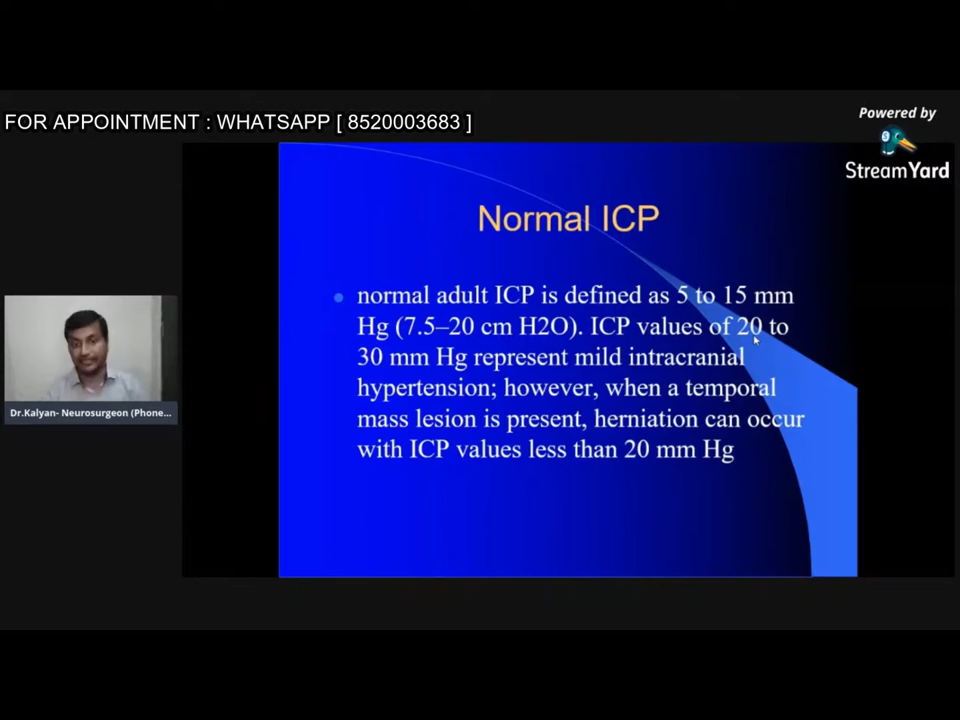 FOR APPOINTMENT : WHATSAPP [ 8520003683 ]
Powered by
StreamYard
Normal ICP
normal adult ICP is defined as 5 to 15 mm
Hg (7.5–20 cm H2O). ICP values of 20 to
30 mm Hg represent mild intracranial
hypertension; however, when a temporal
mass lesion is present, herniation can occur
with ICP values less than 20 mm Hg
Dr.Kalyan- Neurosurgeon (Phone...